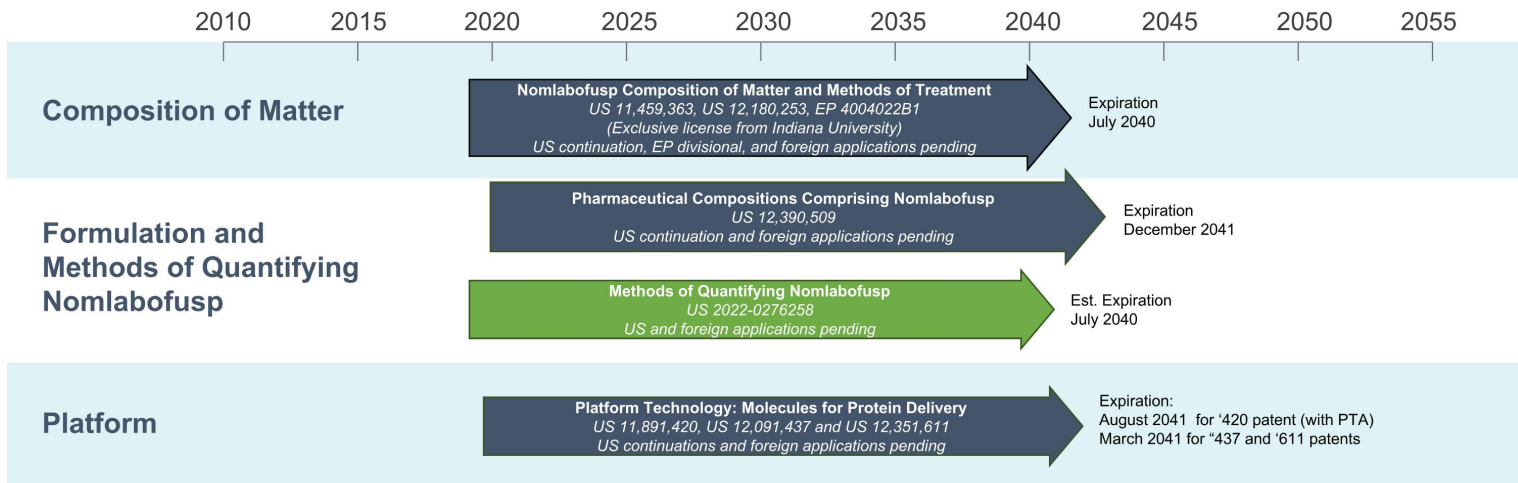 2010 2015 2020 2025 2030 2035 2040 2045 2050 2055
Composition of Matter
Nomlabofusp Composition of Matter and Methods of Treatment
US 11,459,363, US 12,180,253, EP 4004022B1
(Exclusive license from Indiana University)
US continuation, EP divisional, and foreign applications pending
Expiration
July 2040
Formulation and
Methods of Quantifying
Nomlabofusp
Pharmaceutical Compositions Comprising Nomlabofusp
US 12,390,509
US continuation and foreign applications pending
Expiration
December 2041
Methods of Quantifying Nomlabofusp
US 2022-0276258
US and foreign applications pending
Est. Expiration
July 2040
Platform
Platform Technology: Molecules for Protein Delivery
US 11,891,420, US 12,091,437 and US 12,351,611
US continuations and foreign applications pending
Expiration:
August 2041 for ‘420 patent (with PTA)
March 2041 for “437 and ‘611 patents